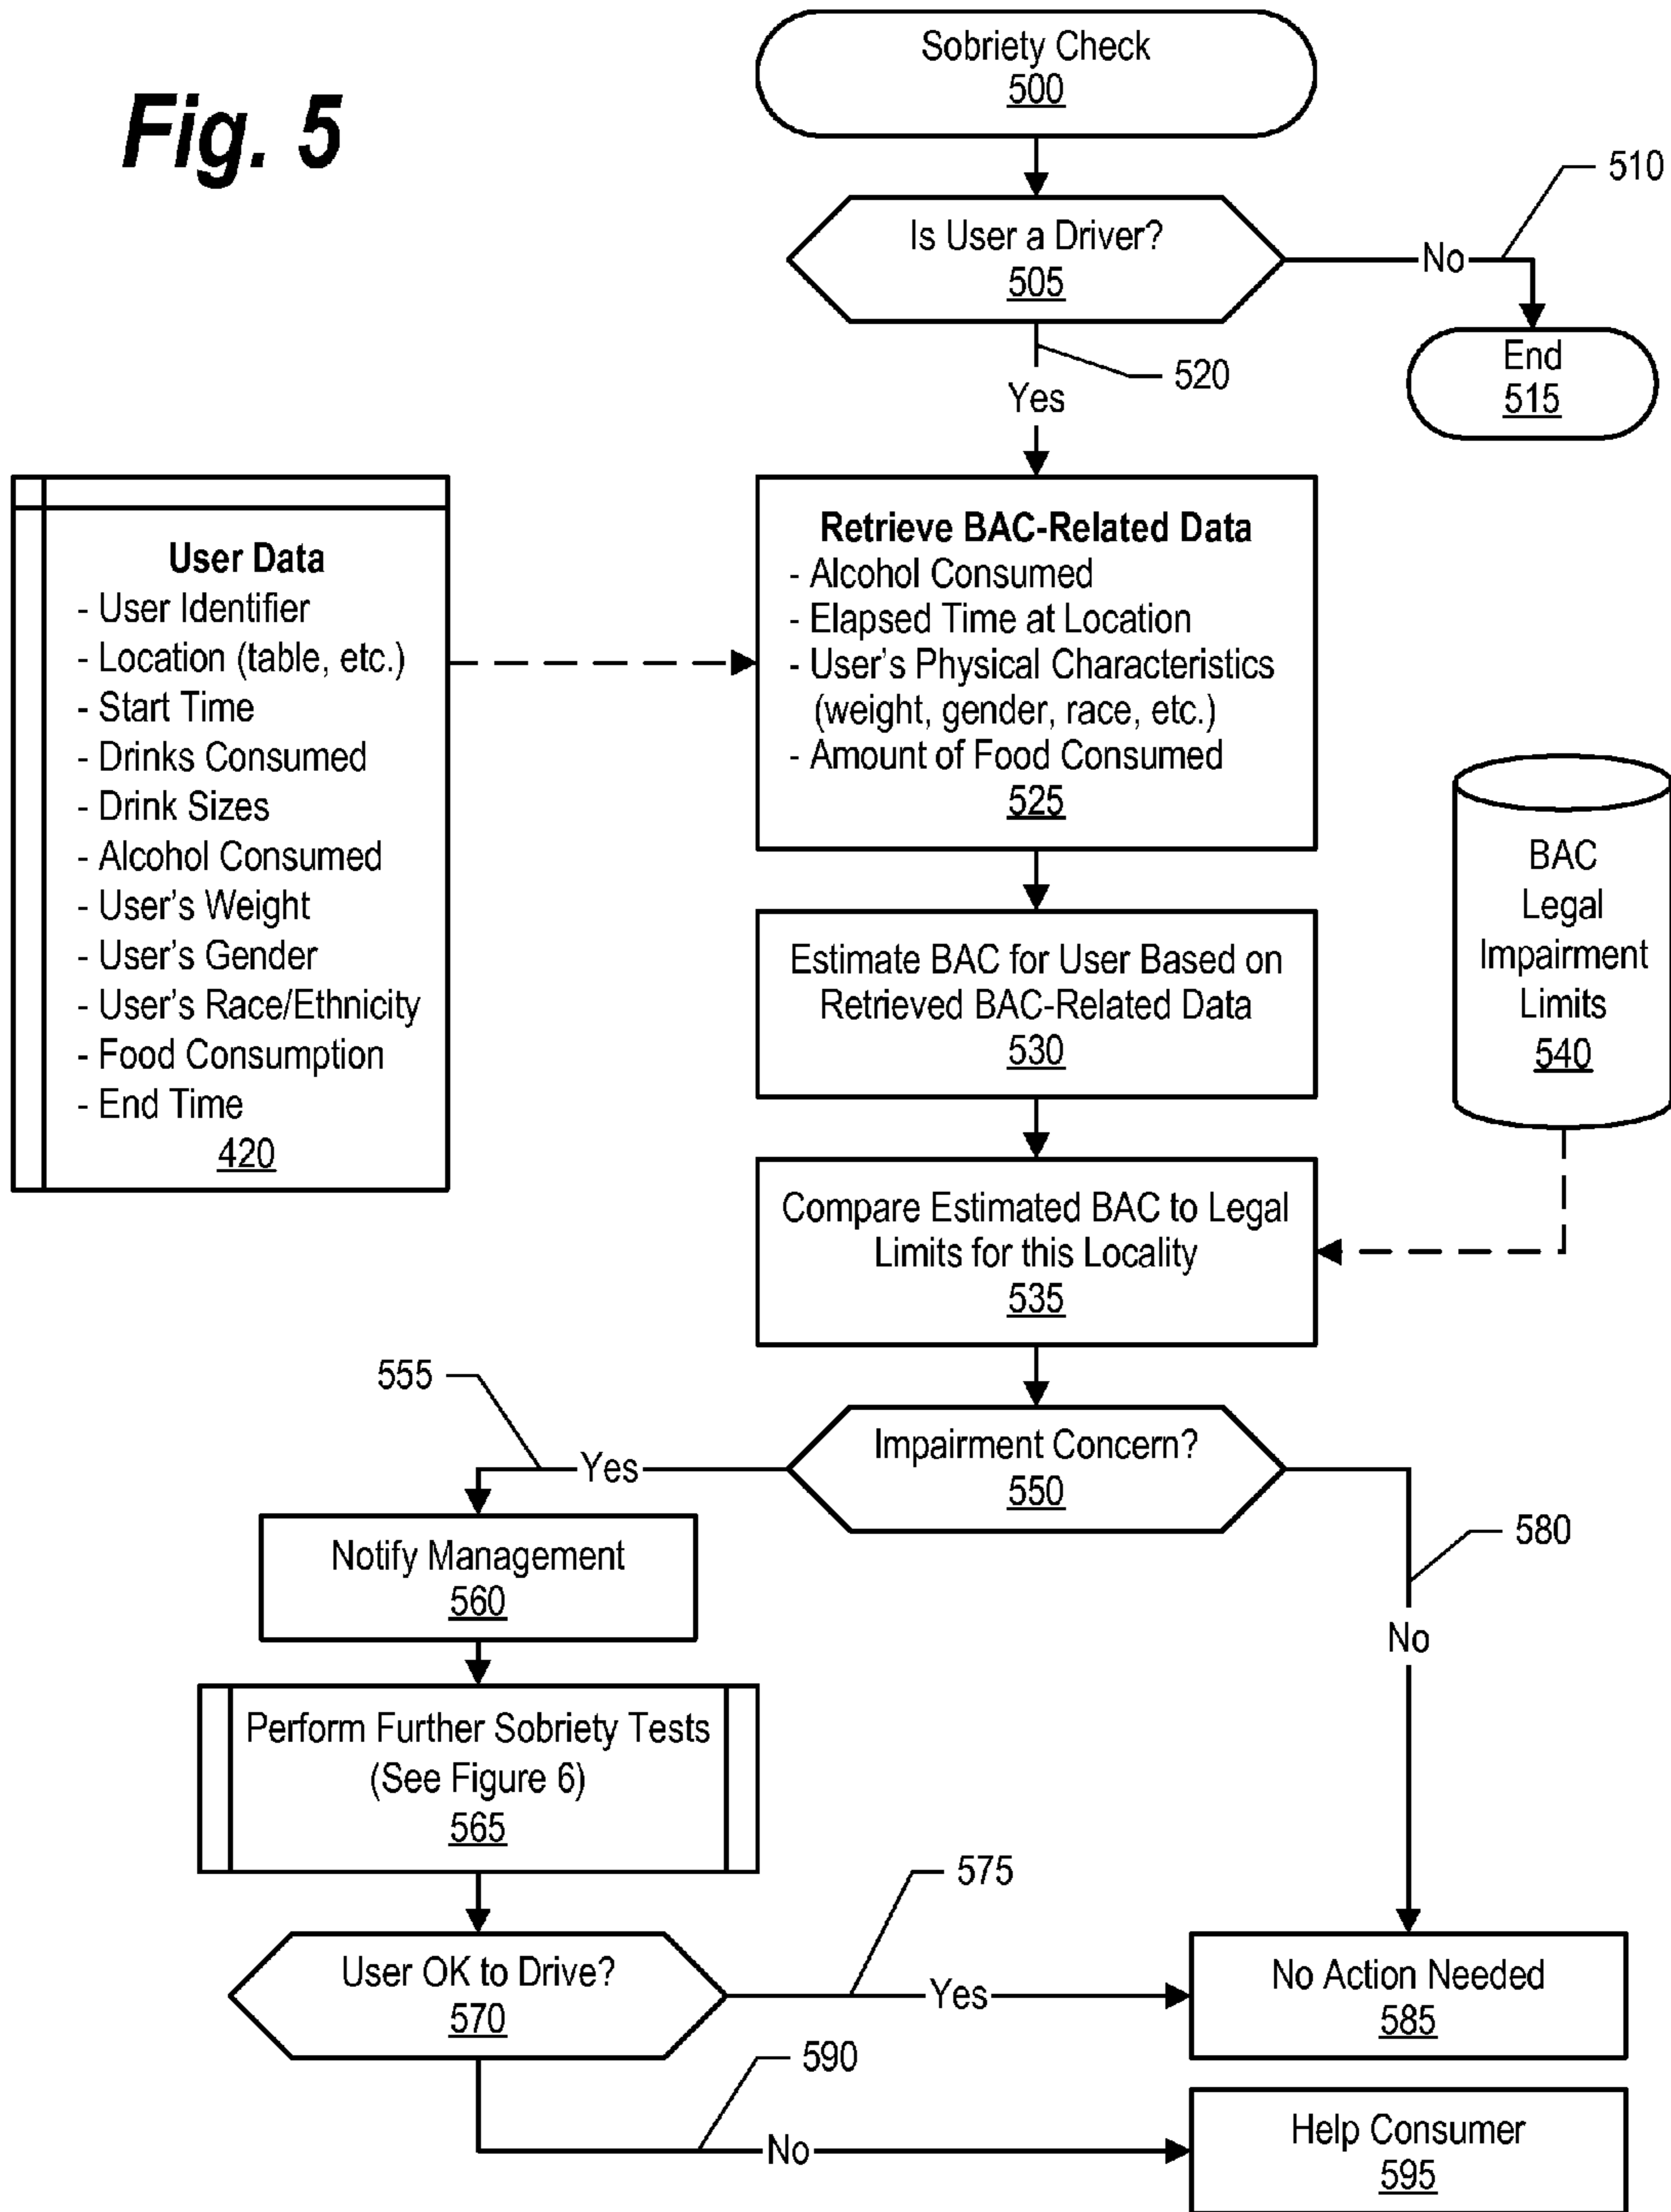 Fig. 5
Sobriety Check
500
Is User a Driver?
505
No
510
End
515
520
Yes
User Data
- User Identifier
- Location (table, etc.)
- Start Time
- Drinks Consumed
- Drink Sizes
- Alcohol Consumed
- User's Weight
- User's Gender
- User's Race/Ethnicity
- Food Consumption
- End Time
420
Retrieve BAC-Related Data
- Alcohol Consumed
- Elapsed Time at Location
- User's Physical Characteristics
(weight, gender, race, etc.)
- Amount of Food Consumed
525
Estimate BAC for User Based on
Retrieved BAC-Related Data
530
BAC
Legal
Impairment
Limits
540
Compare Estimated BAC to Legal
Limits for this Locality
535
Impairment Concern?
550
555
Yes
580
No
Notify Management
560
Perform Further Sobriety Tests
(See Figure 6)
565
User OK to Drive?
570
575
Yes
No Action Needed
585
590
No
Help Consumer
595